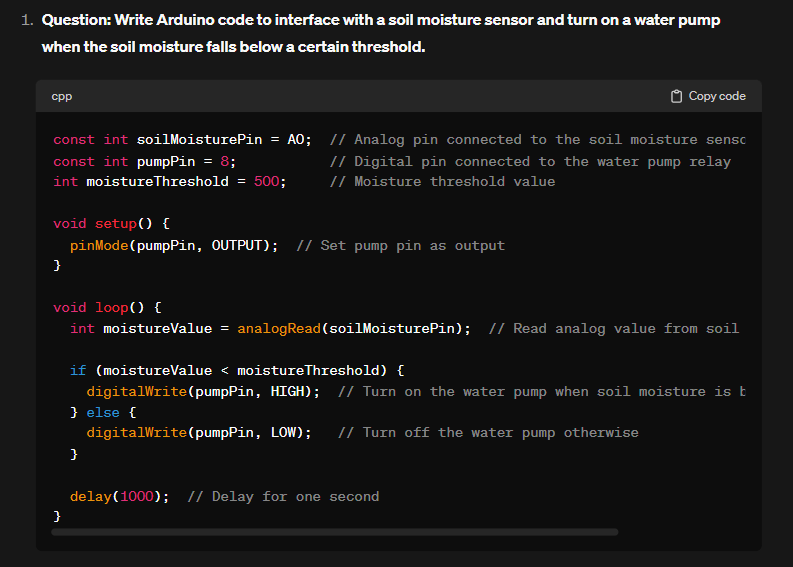 1. Question: Write Arduino code to interface with a soil moisture sensor and turn on a water pump
when the soil moisture falls below a certain threshold.
cpp Copy code
const int soilMoisturePin = A0;  // Analog pin connected to the soil moisture
const int pumpPin = 8;           // Digital pin connected to the water pump relay
int moistureThreshold = 500;     // Moisture threshold value
void setup() {
  pinMode(pumpPin, OUTPUT);  // Set pump pin as output
}
void loop() {
  int moistureValue = analogRead(soilMoisturePin);  // Read analog value from soil
  if (moistureValue < moistureThreshold) {
    digitalWrite(pumpPin, HIGH);  // Turn on the water pump when soil moisture is
  } else {
    digitalWrite(pumpPin, LOW);   // Turn off the water pump otherwise
  }
  delay(1000);  // Delay for one second
}